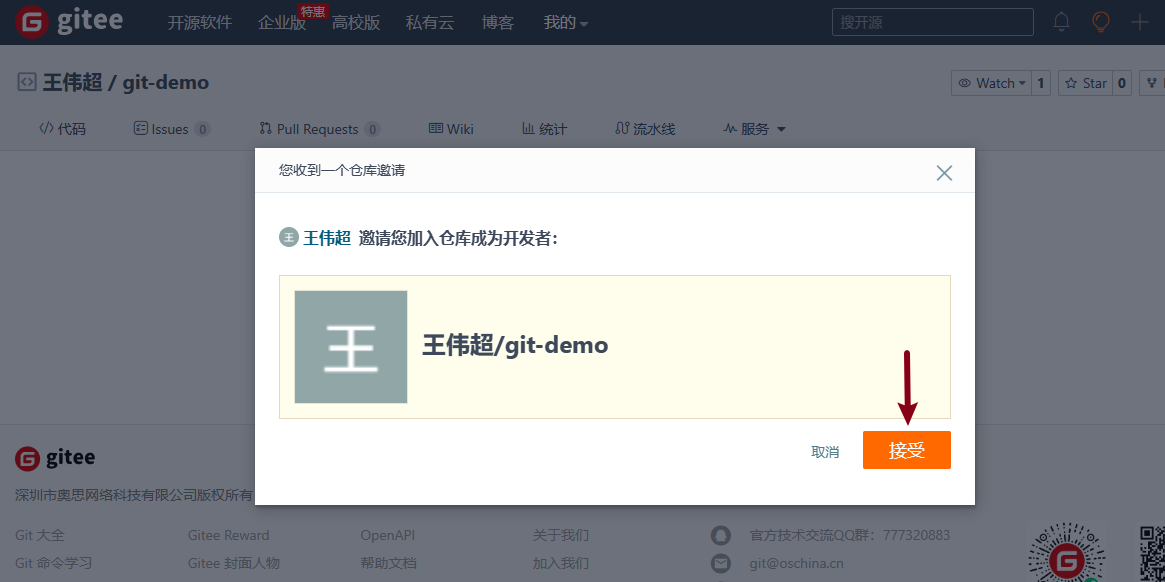 gitee 开源软件 企业版 特惠 高校版 私有云 博客 我的 搜开源
王伟超 / git-demo Watch 1 Star 0
代码 Issues 0 Pull Requests 0 Wiki 统计 流水线 服务
您收到一个仓库邀请
王 王伟超 邀请您加入仓库成为开发者：
王 王伟超/git-demo
取消 接受
gitee
深圳市奥思网络科技有限公司版权所有
Git 大全 Gitee Reward OpenAPI 关于我们 官方技术交流QQ群：777320883
Git 命令学习 Gitee 封面人物 帮助文档 加入我们 git@oschina.cn